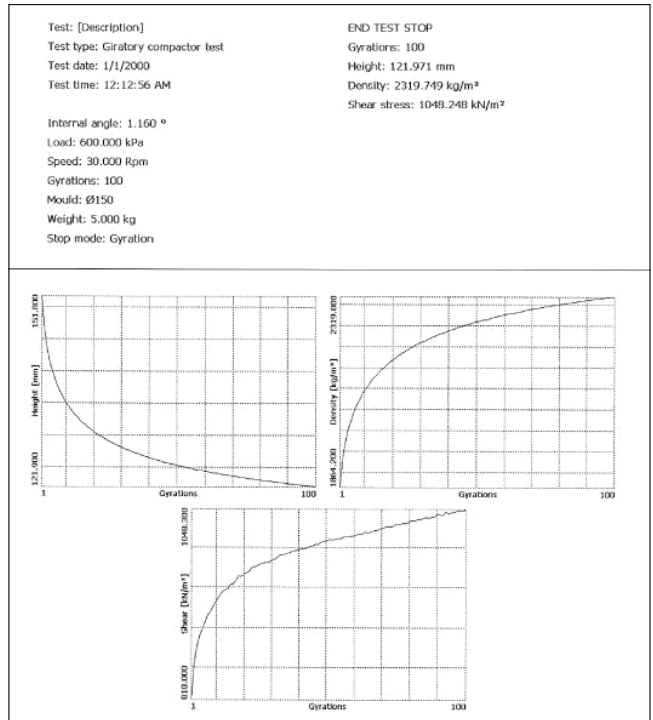 Test: [Description]
Test type: Giratory compactor test
Test date: 1/1/2000
Test time: 12:12:56 AM
Internal angle: 1.160 º
Load: 600.000 kPa
Speed: 30.000 Rpm
Gyrations: 100
Mould: Ø150
Weight: 5.000 kg
Stop mode: Gyration
END TEST STOP
Gyrations: 100
Height: 121.971 mm
Density: 2319.749 kg/m³
Shear stress: 1048.248 kN/m²
151.800
Height [mm]
121.900
1
Gyrations
100
2319.800
Density [kg/m³]
1864.200
1
Gyrations
100
1048.300
Shear [kN/m²]
810.000
1
Gyrations
100